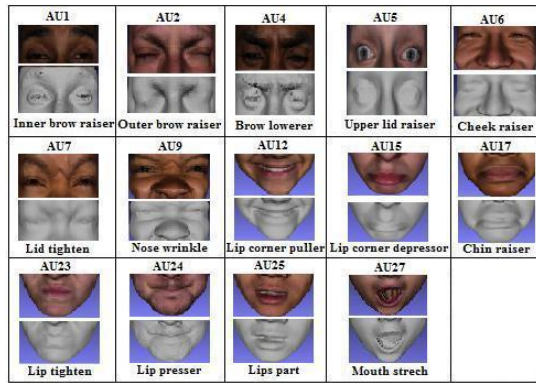 AU1 AU2 AU4 AU5 AU6
Inner brow raiser Outer brow raiser Brow lowerer Upper lid raiser Cheek raiser
AU7 AU9 AU12 AU15 AU17
Lid tighten Nose wrinkle Lip corner puller Lip corner depressor Chin raiser
AU23 AU24 AU25 AU27
Lip tighten Lip presser Lips part Mouth strech